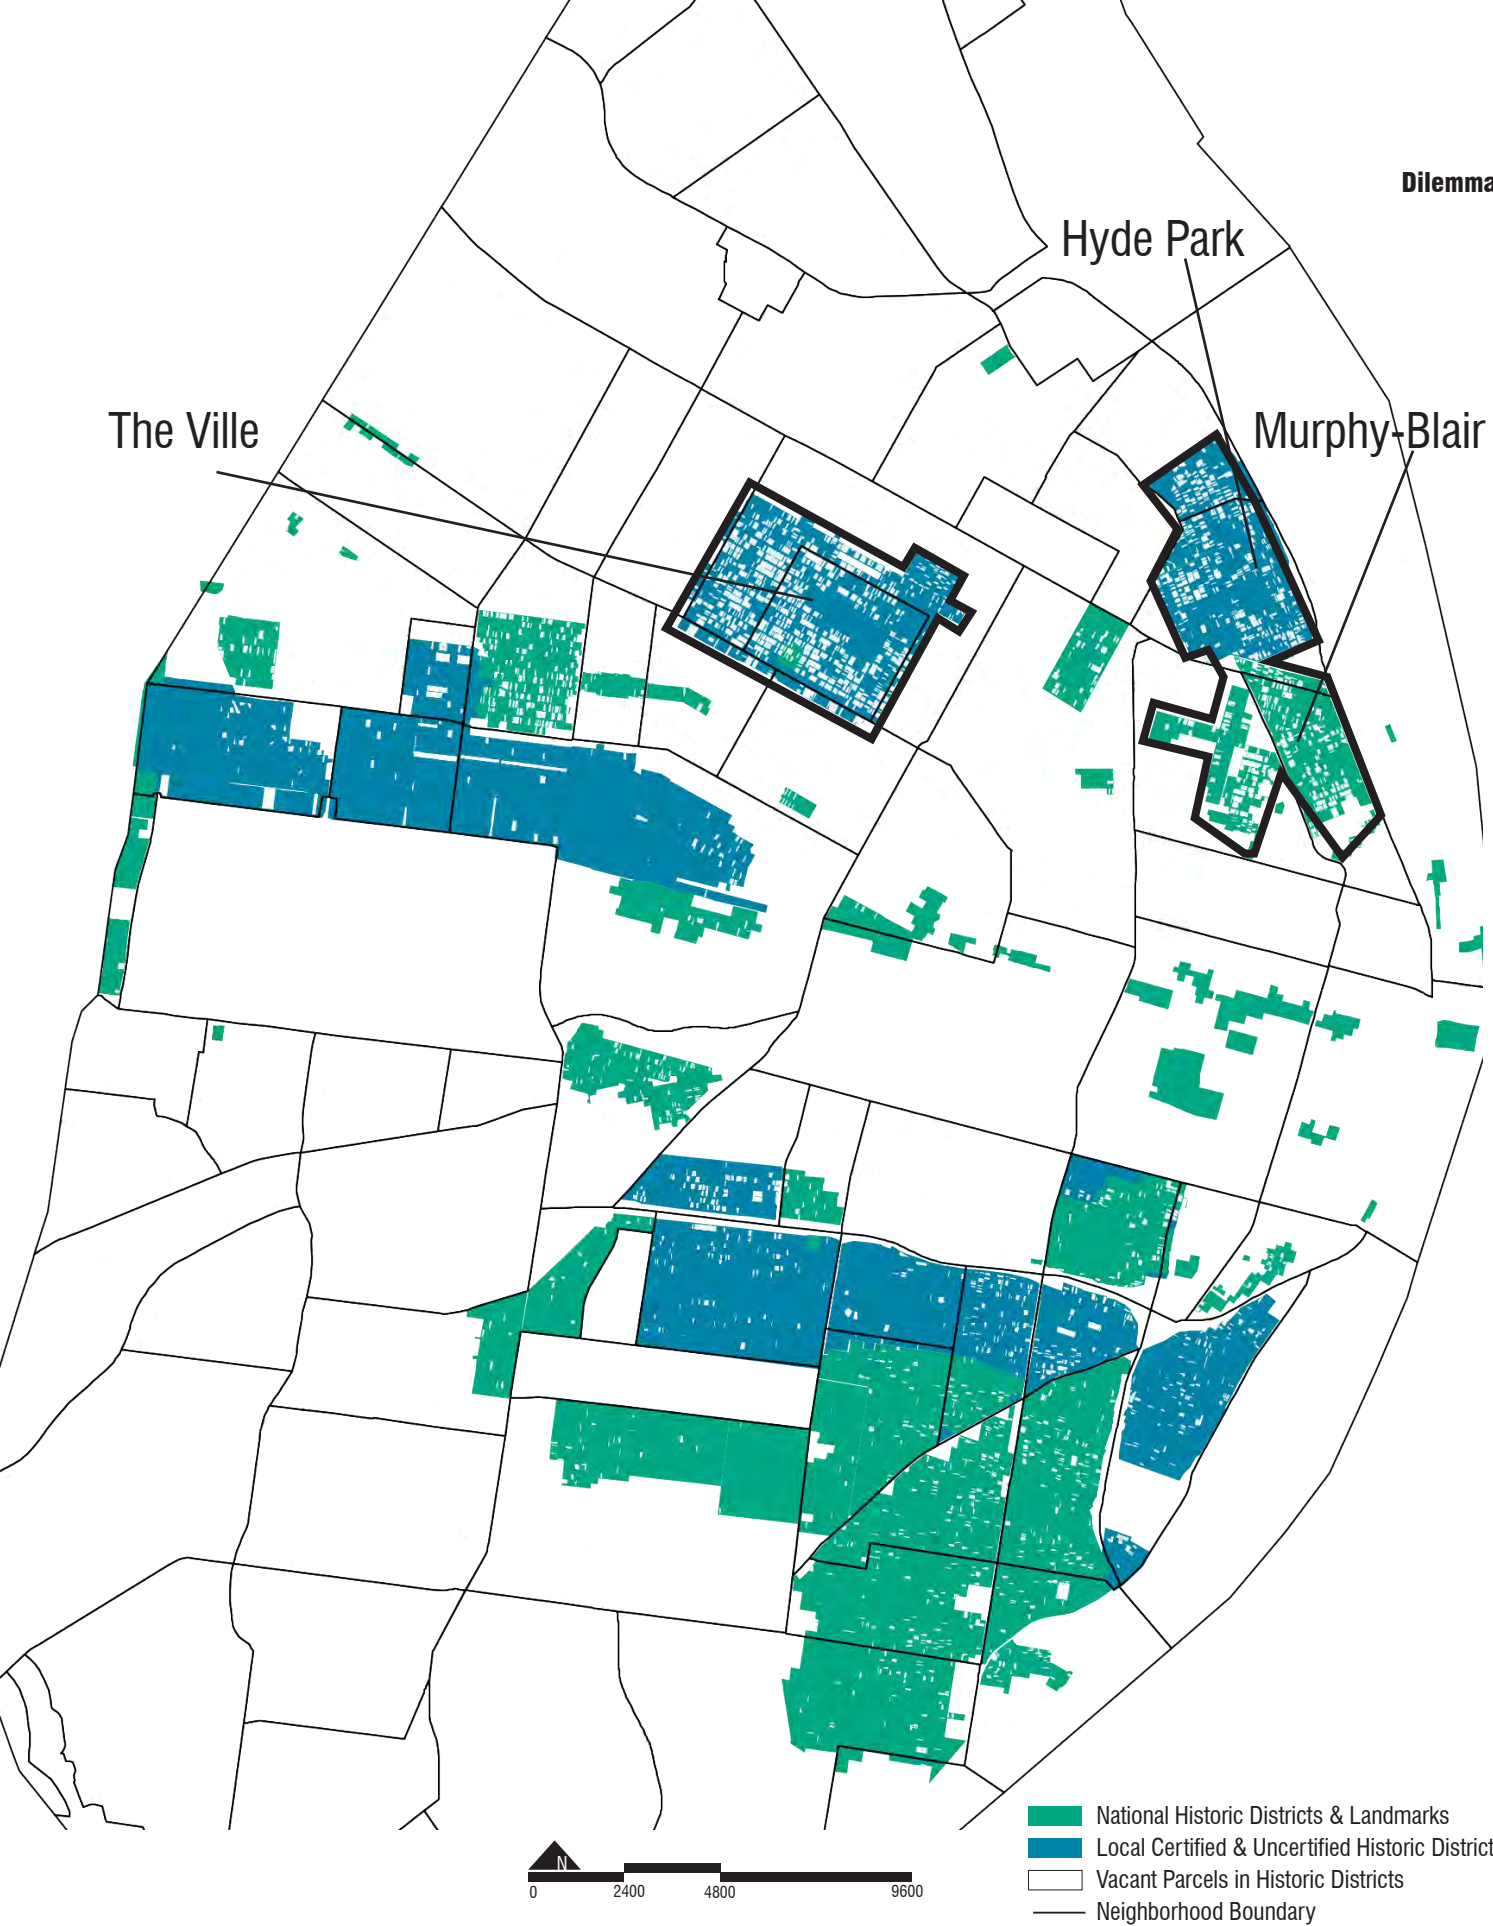 Dilemma
Hyde Park
The Ville
Murphy-Blair
National Historic Districts & Landmarks
Local Certified & Uncertified Historic District
Vacant Parcels in Historic Districts
Neighborhood Boundary
N
0 2400 4800 9600